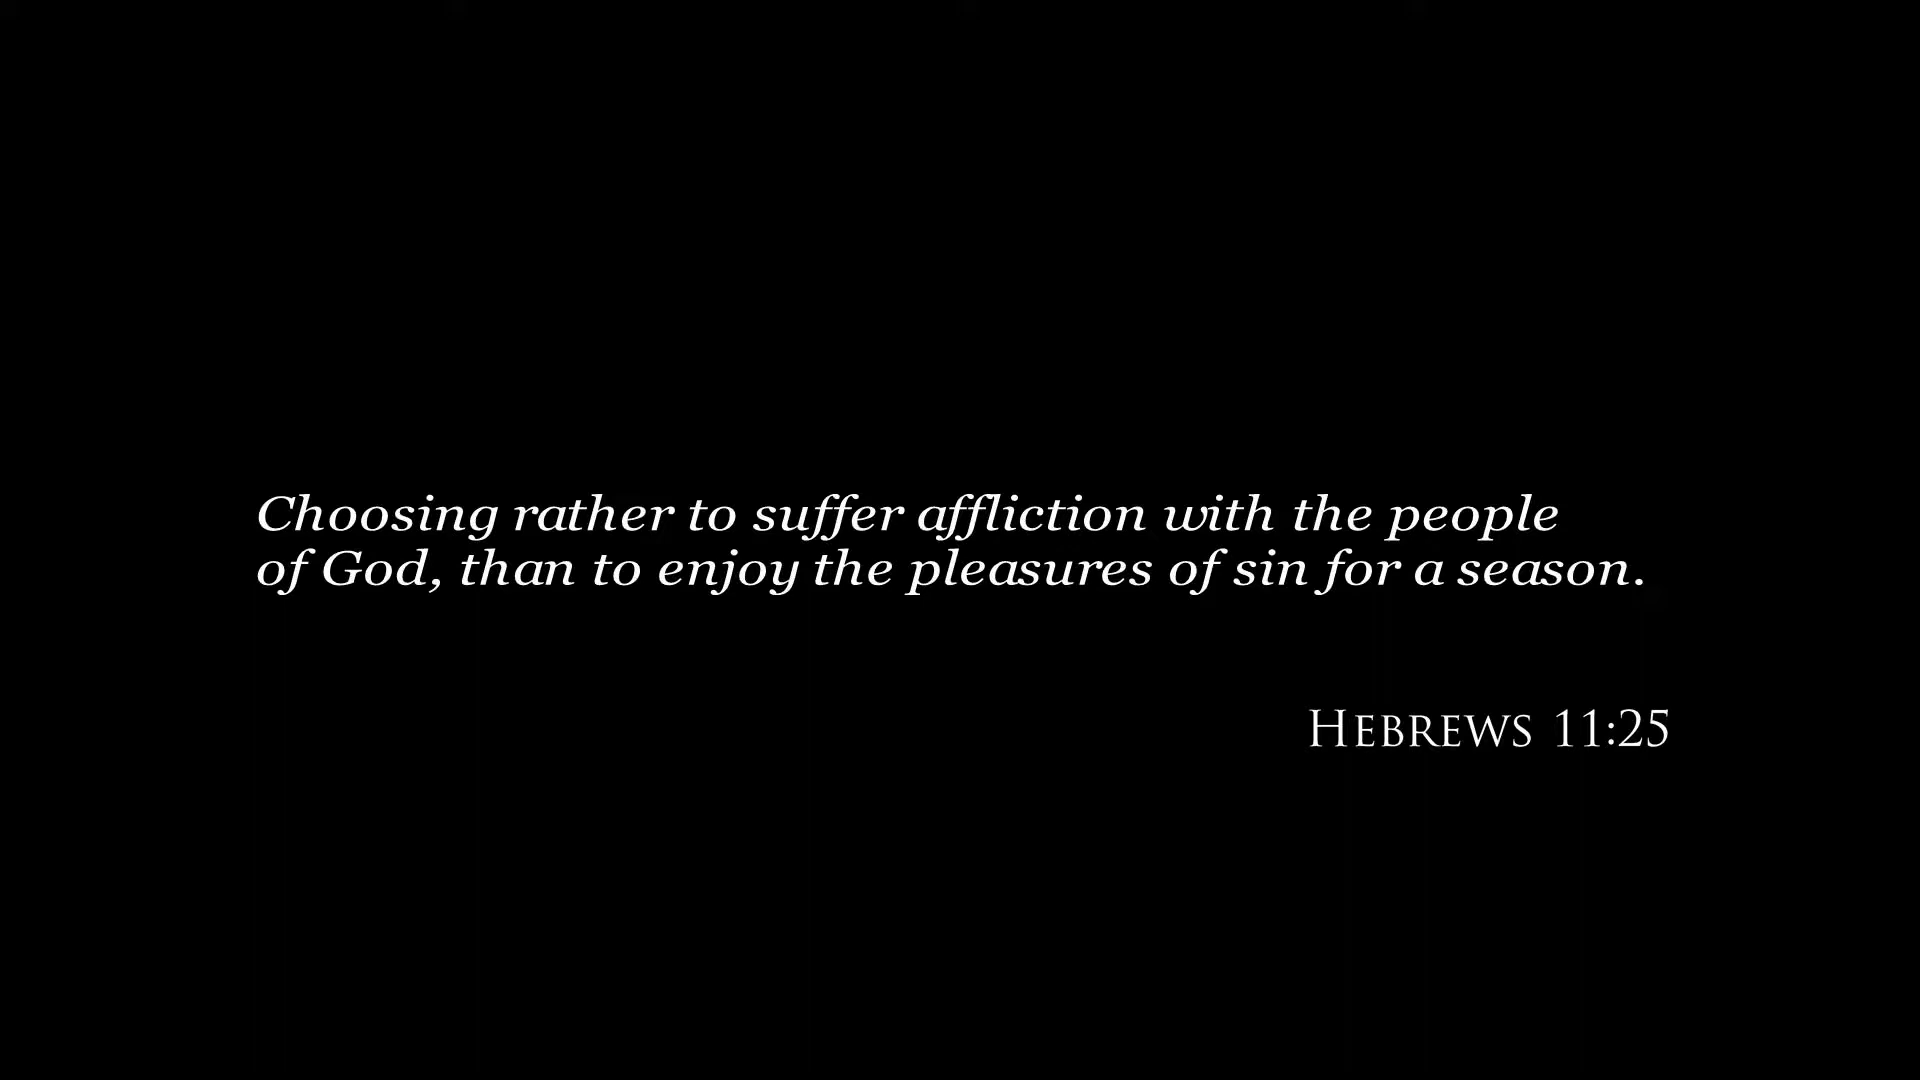 Choosing rather to suffer affliction with the people
of God, than to enjoy the pleasures of sin for a season.
HEBREWS 11:25